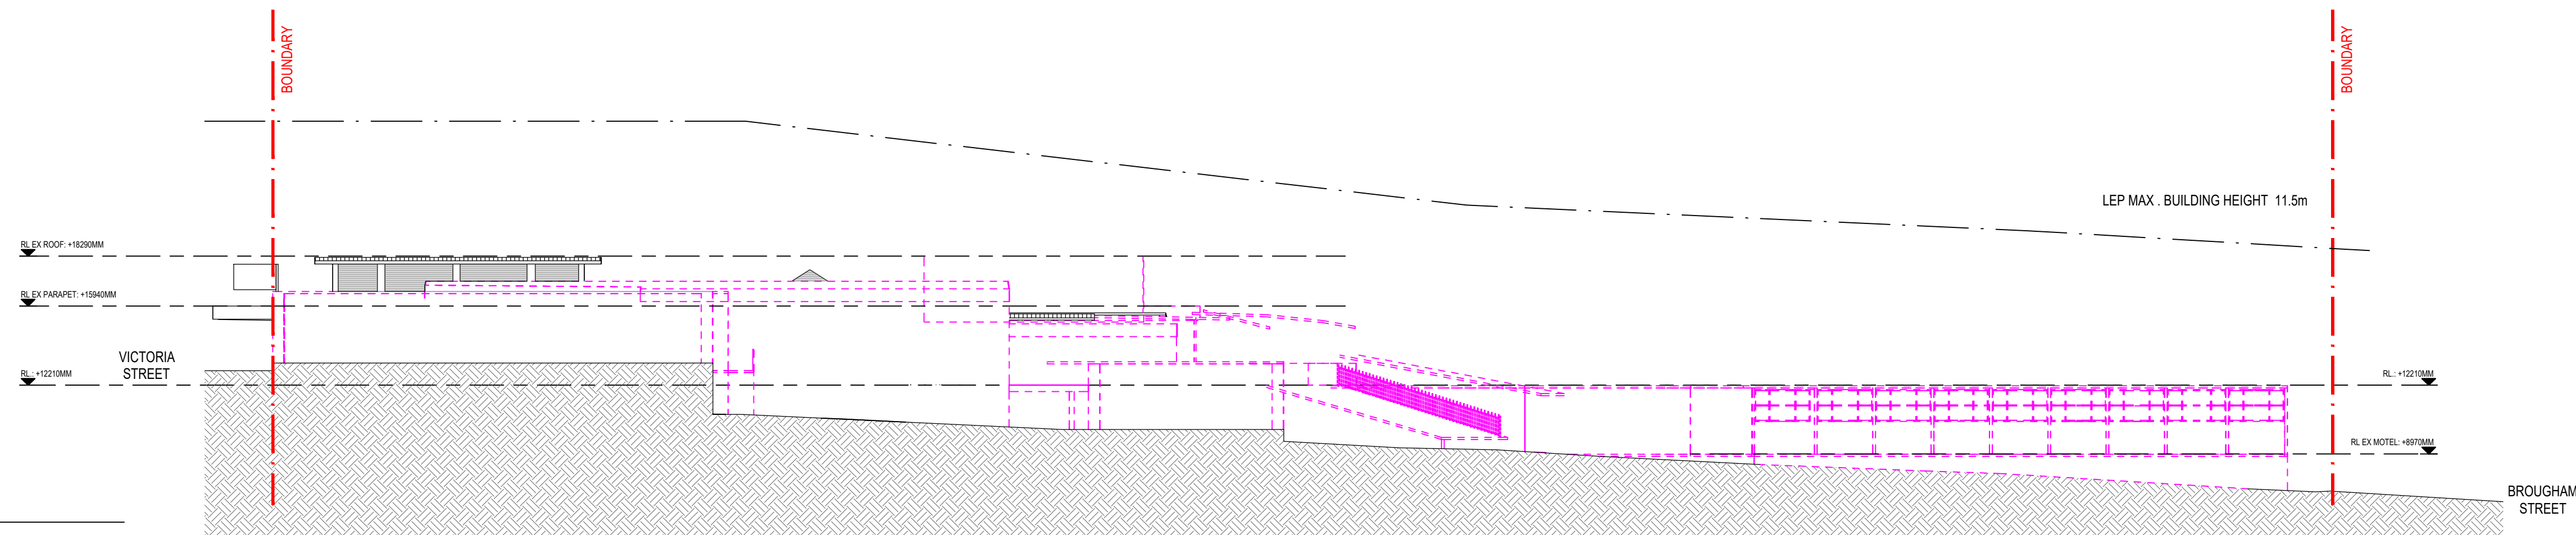 BOUNDARY
BOUNDARY
LEP MAX . BUILDING HEIGHT 11.5m
RL EX ROOF: +18290MM
RL EX PARAPET: +15940MM
VICTORIA
STREET
RL.: +12210MM
RL.: +12210MM
RL EX MOTEL: +8970MM
BROUGHAM
STREET